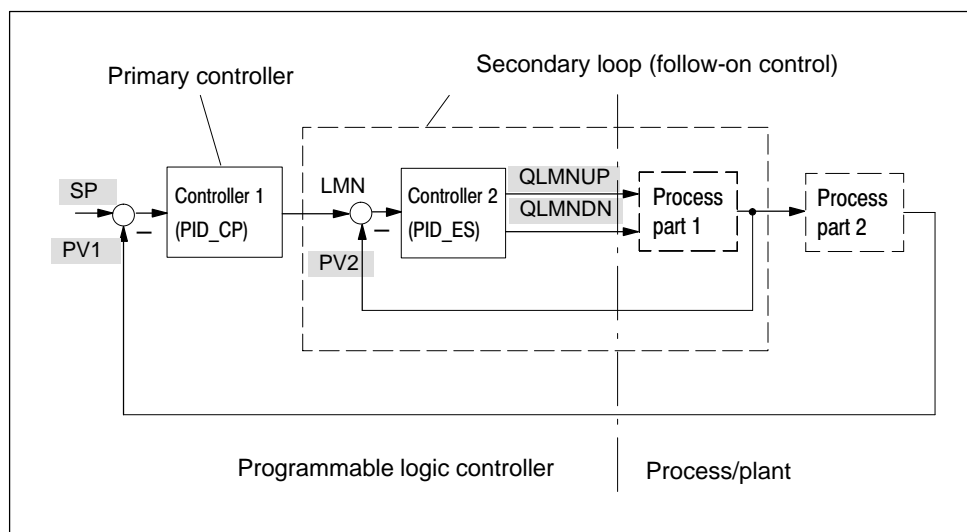 Primary controller
Secondary loop (follow-on control)
SP
PV1
Controller 1
(PID_CP)
LMN
PV2
Controller 2
(PID_ES)
QLMNUP
QLMNDN
Process
part 1
Process
part 2
Programmable logic controller
Process/plant